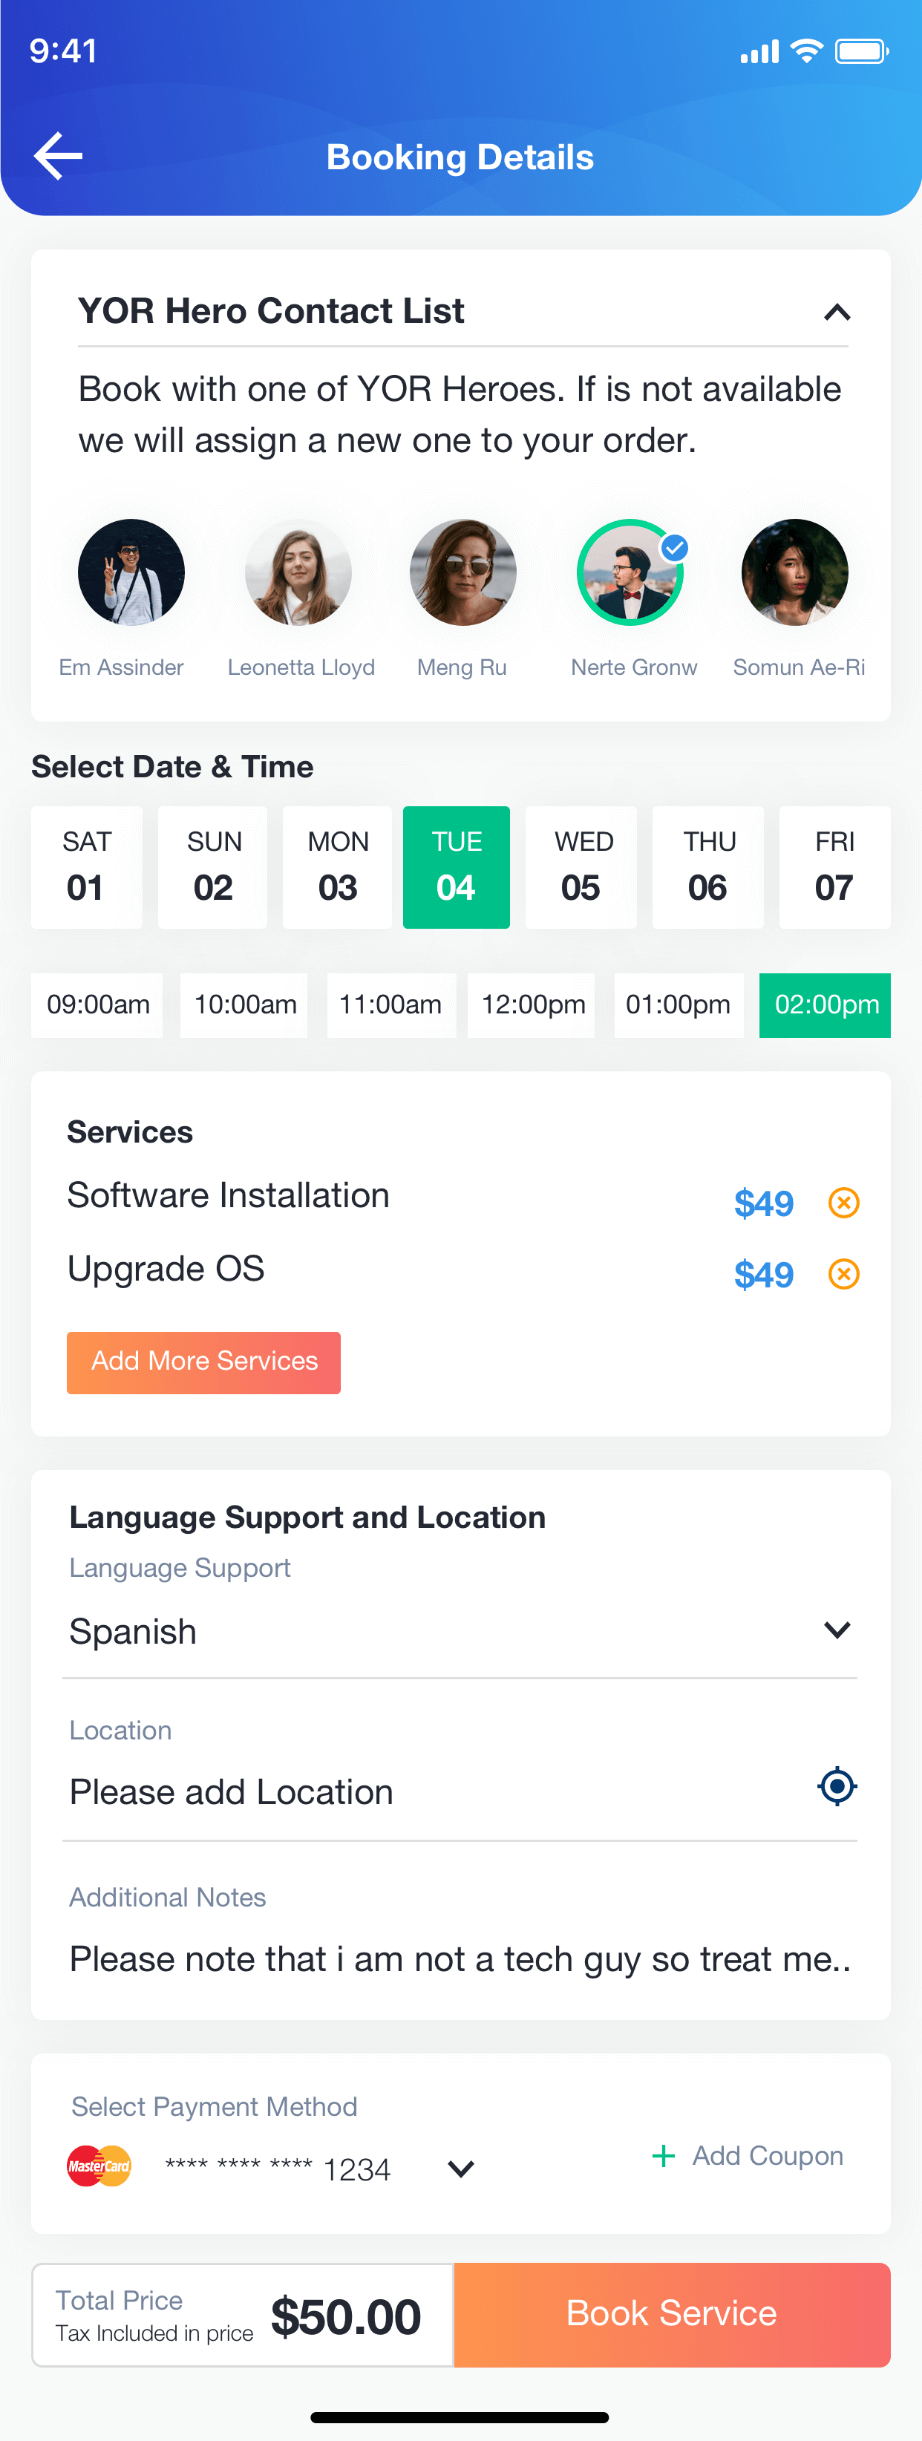 9:41
Booking Details
YOR Hero Contact List
Book with one of YOR Heroes. If is not available
we will assign a new one to your order.
Em Assinder
Leonetta Lloyd
Meng Ru
Nerte Gronw
Somun Ae-Ri
Select Date & Time
SAT SUN MON TUE WED THU FRI
01 02 03 04 05 06 07
09:00am 10:00am 11:00am 12:00pm 01:00pm 02:00pm
Services
Software Installation $49
Upgrade OS $49
Add More Services
Language Support and Location
Language Support
Spanish
Location
Please add Location
Additional Notes
Please note that i am not a tech guy so treat me..
Select Payment Method
MasterCard **** **** **** 1234
+ Add Coupon
Total Price
Tax Included in price
$50.00
Book Service